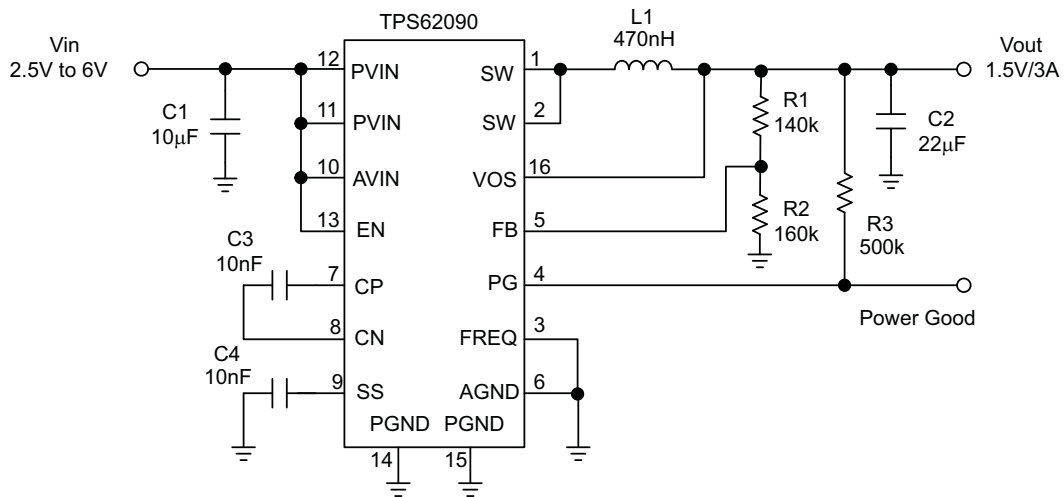 TPS62090
L1
470nH
Vin
2.5V to 6V
Vout
1.5V/3A
12
PVIN
SW
1
C1
10μF
11
PVIN
SW
2
R1
140k
C2
22μF
10
AVIN
VOS
16
13
EN
FB
5
R2
160k
R3
500k
C3
10nF
7
CP
PG
4
Power Good
8
CN
FREQ
3
C4
10nF
9
SS
AGND
6
PGND
PGND
14
15